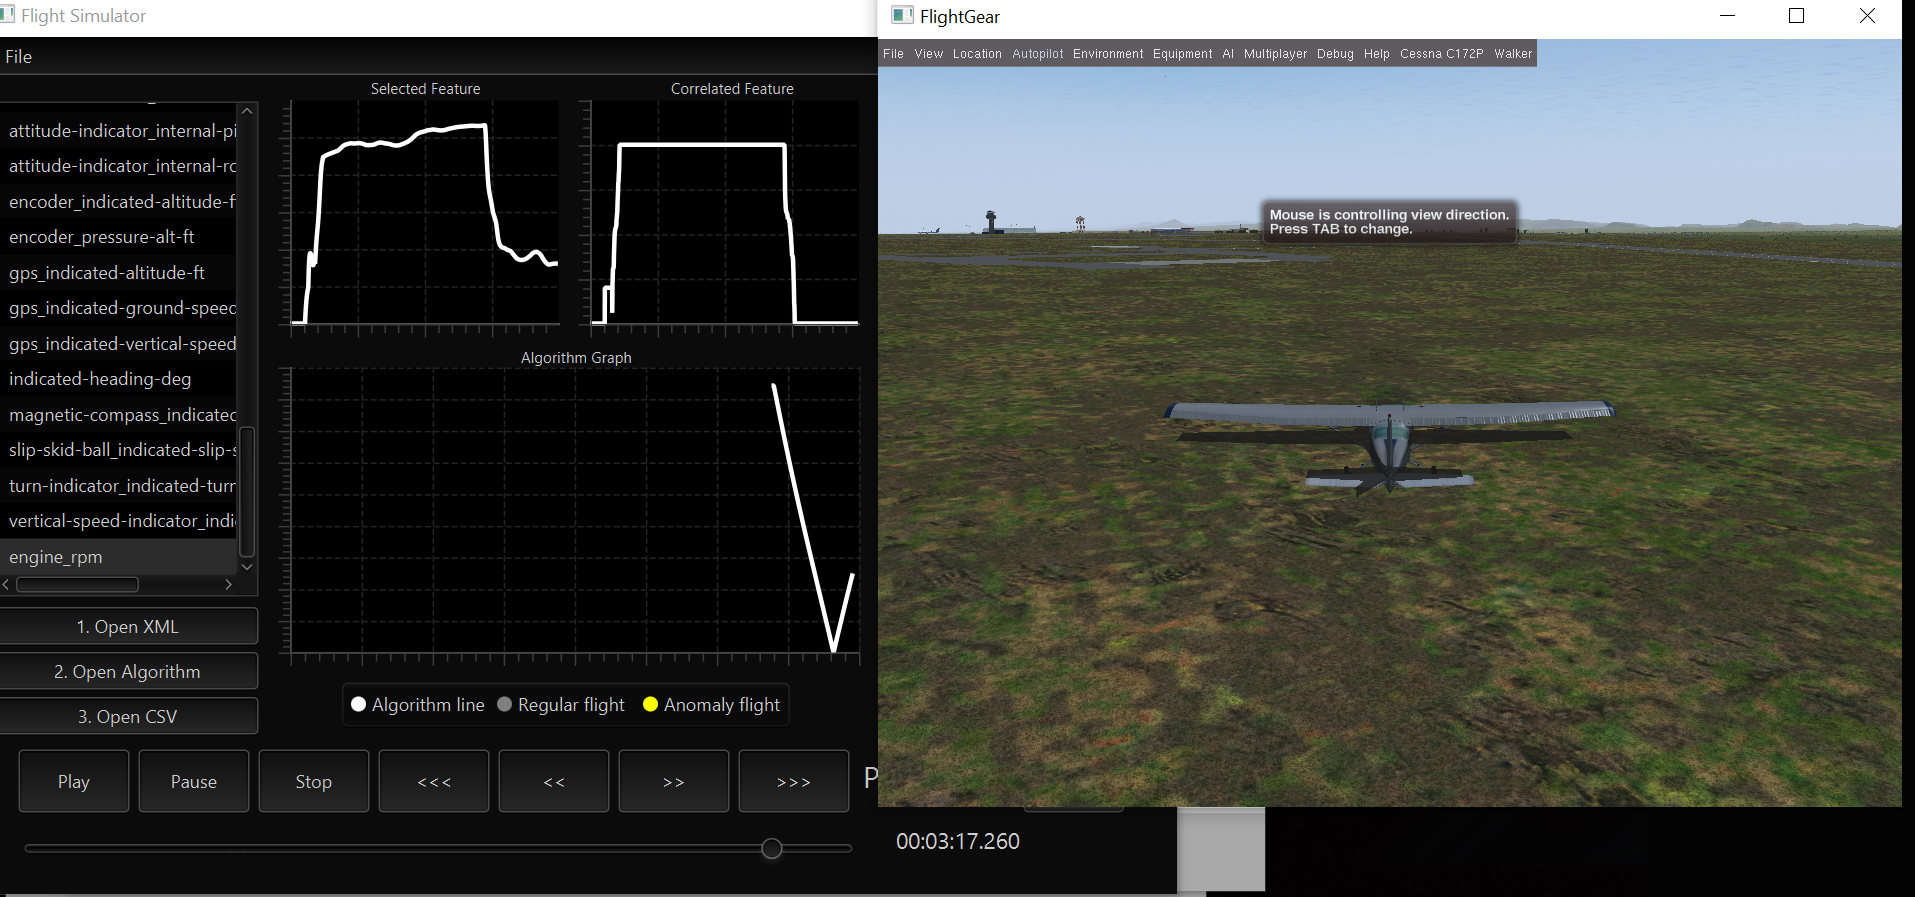 Flight Simulator
File
attitude-indicator_internal-pi
attitude-indicator_internal-ro
encoder_indicated-altitude-f
encoder_pressure-alt-ft
gps_indicated-altitude-ft
gps_indicated-ground-speed
gps_indicated-vertical-speed
indicated-heading-deg
magnetic-compass_indicated
slip-skid-ball_indicated-slip-s
turn-indicator_indicated-turn
vertical-speed-indicator_indi
engine_rpm
1. Open XML
2. Open Algorithm
3. Open CSV
Selected Feature
Correlated Feature
Algorithm Graph
Algorithm line Regular flight Anomaly flight
Play Pause Stop <<< << >> >>> P
00:03:17.260
FlightGear
File View Location Autopilot Environment Equipment AI Multiplayer Debug Help Cessna C172P Walker
Mouse is controlling view direction.
Press TAB to change.